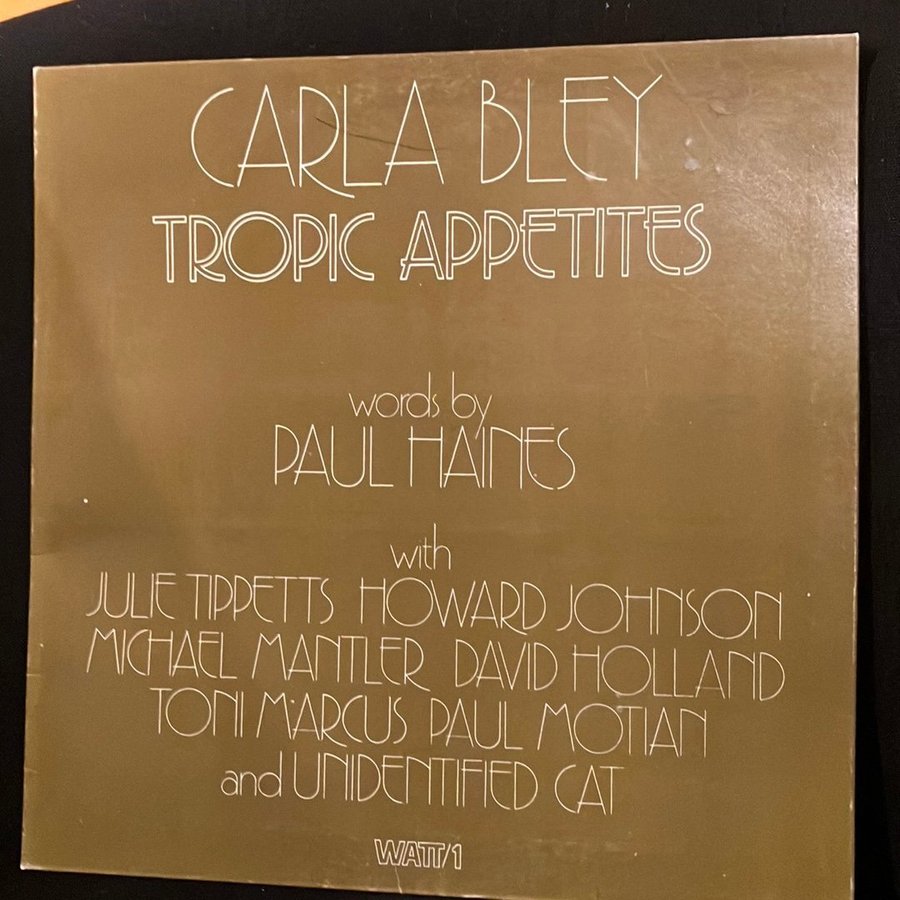 CARLA BLEY
TROPIC APPETITES
words by
PAUL HAINES
with
JULIE TIPPETTS HOWARD JOHNSON
MICHAEL MANTLER DAVID HOLLAND
TONI MARCUS PAUL MOTIAN
and UNIDENTIFIED CAT
WATT/1